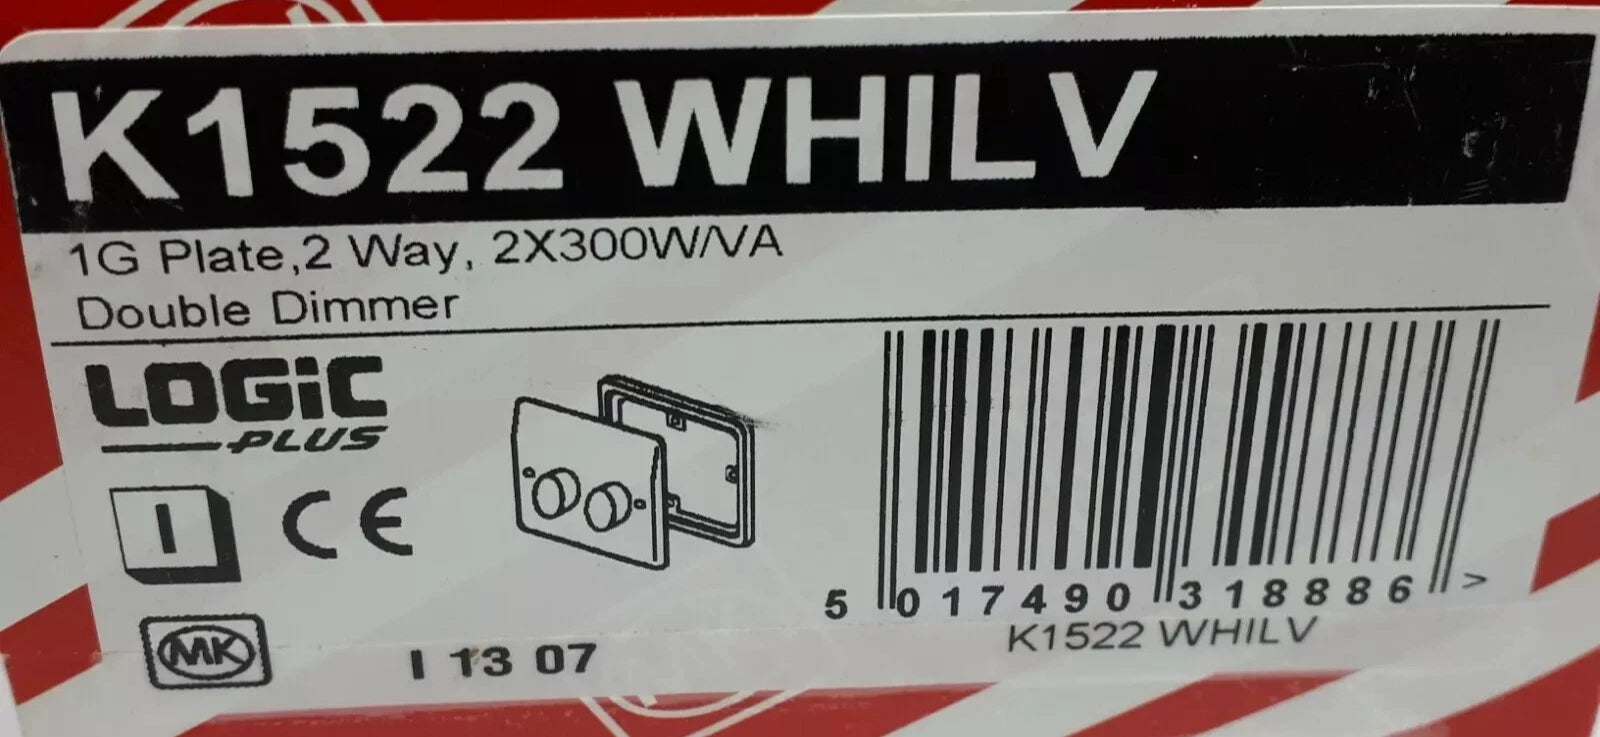 K1522 WHILV
1G Plate,2 Way, 2X300W/VA
Double Dimmer
LOGiC
PLUS
I
CE
MK
I 13 07
5 017490 318886 >
K1522 WHILV